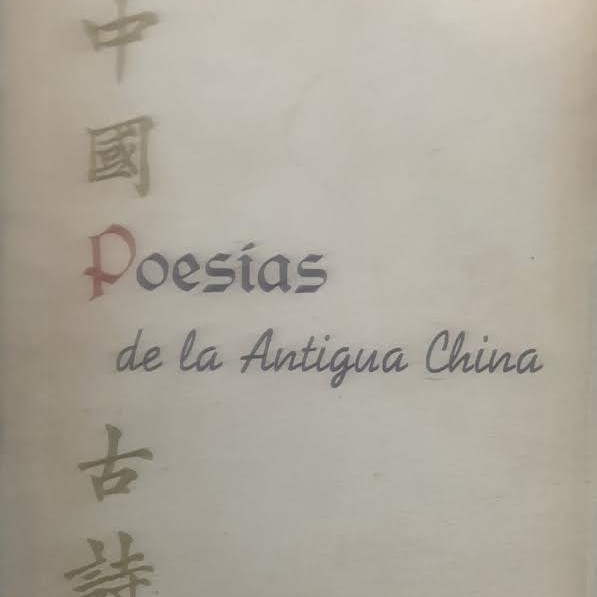 中國
Poesías
de la Antigua China
古詩